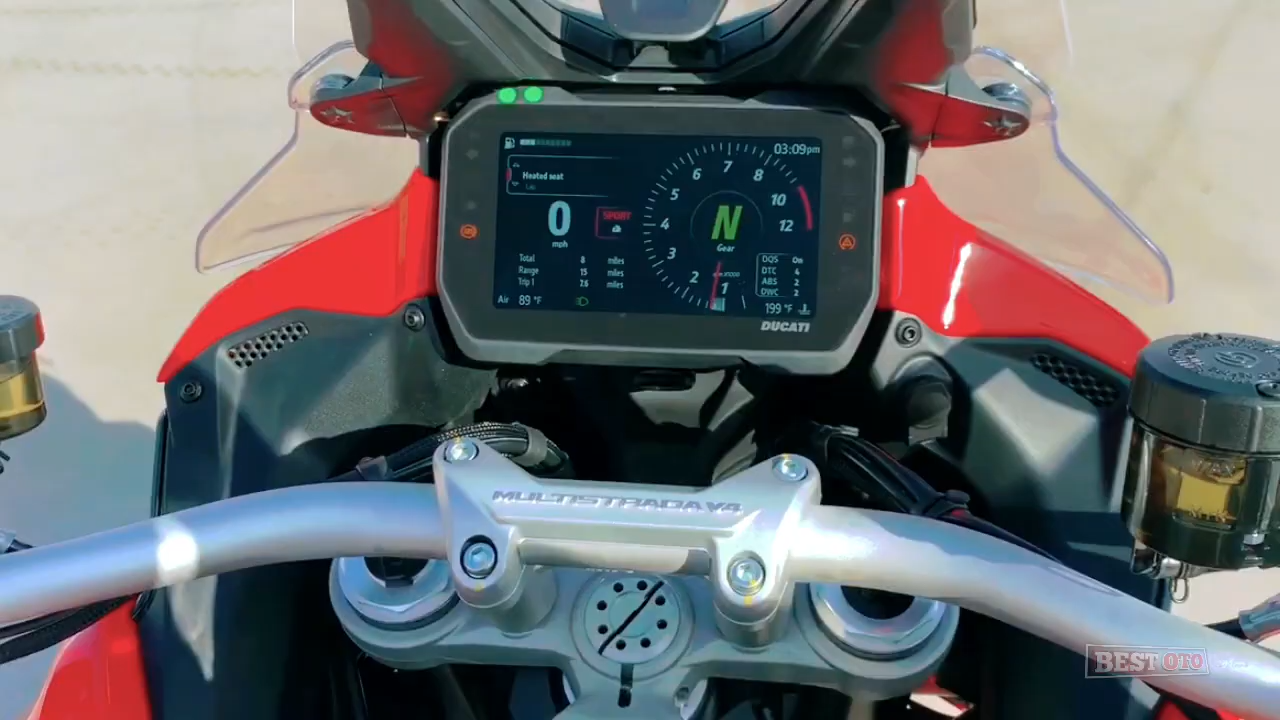 03:09pm
Heated seat
0
mph
SPORT
Total 8 miles
Range 15 miles
Trip 1 7.6 miles
Air 89 °F
1
2
3
4
5
6
7
8
10
12
N
Gear
DQS On
DTC 4
ABS 2
DWC 2
199 °F
DUCATI
MULTISTRADA V4
BEST OTO